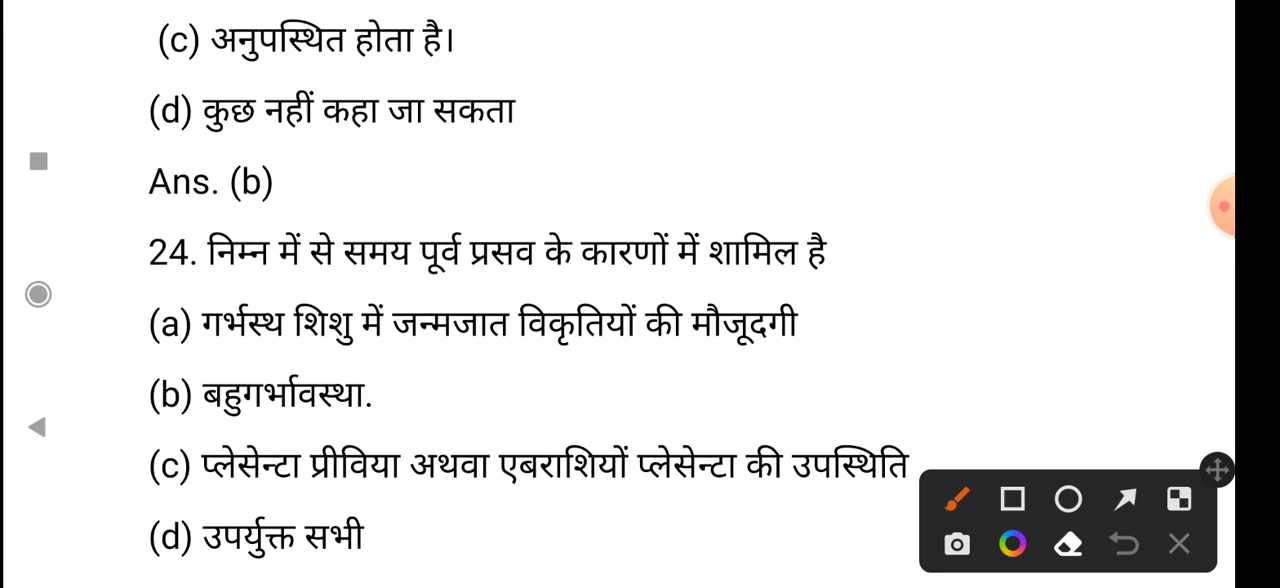 (c) अनुपस्थित होता है।
(d) कुछ नहीं कहा जा सकता
Ans. (b)
24. निम्न में से समय पूर्व प्रसव के कारणों में शामिल है
(a) गर्भस्थ शिशु में जन्मजात विकृतियों की मौजूदगी
(b) बहुगर्भावस्था.
(c) प्लेसेन्टा प्रीविया अथवा एबराशियों प्लेसेन्टा की उपस्थिति
(d) उपर्युक्त सभी